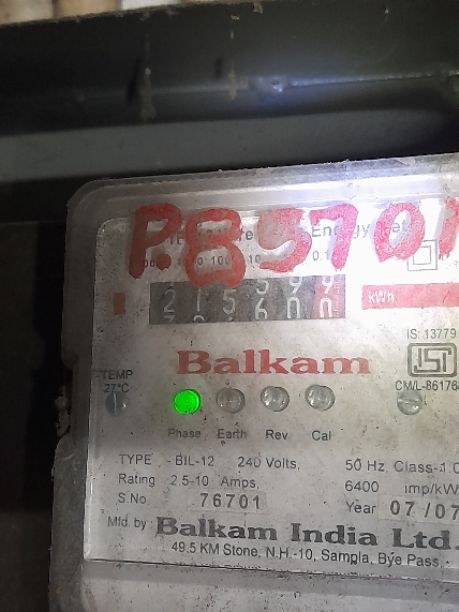 kWh
IS: 13779
Balkam
TEMP
27°C
Phase Earth Rev Cal
TYPE - BIL-12 240 Volts, 50 Hz,
Rating 2.5-10 Amps, 6400 imp/kW
S.No. 76701 Year 07/07
Mfd. by : Balkam India Ltd.
49.5 KM Stone, N.H.-10, Sampla, Bye Pass,